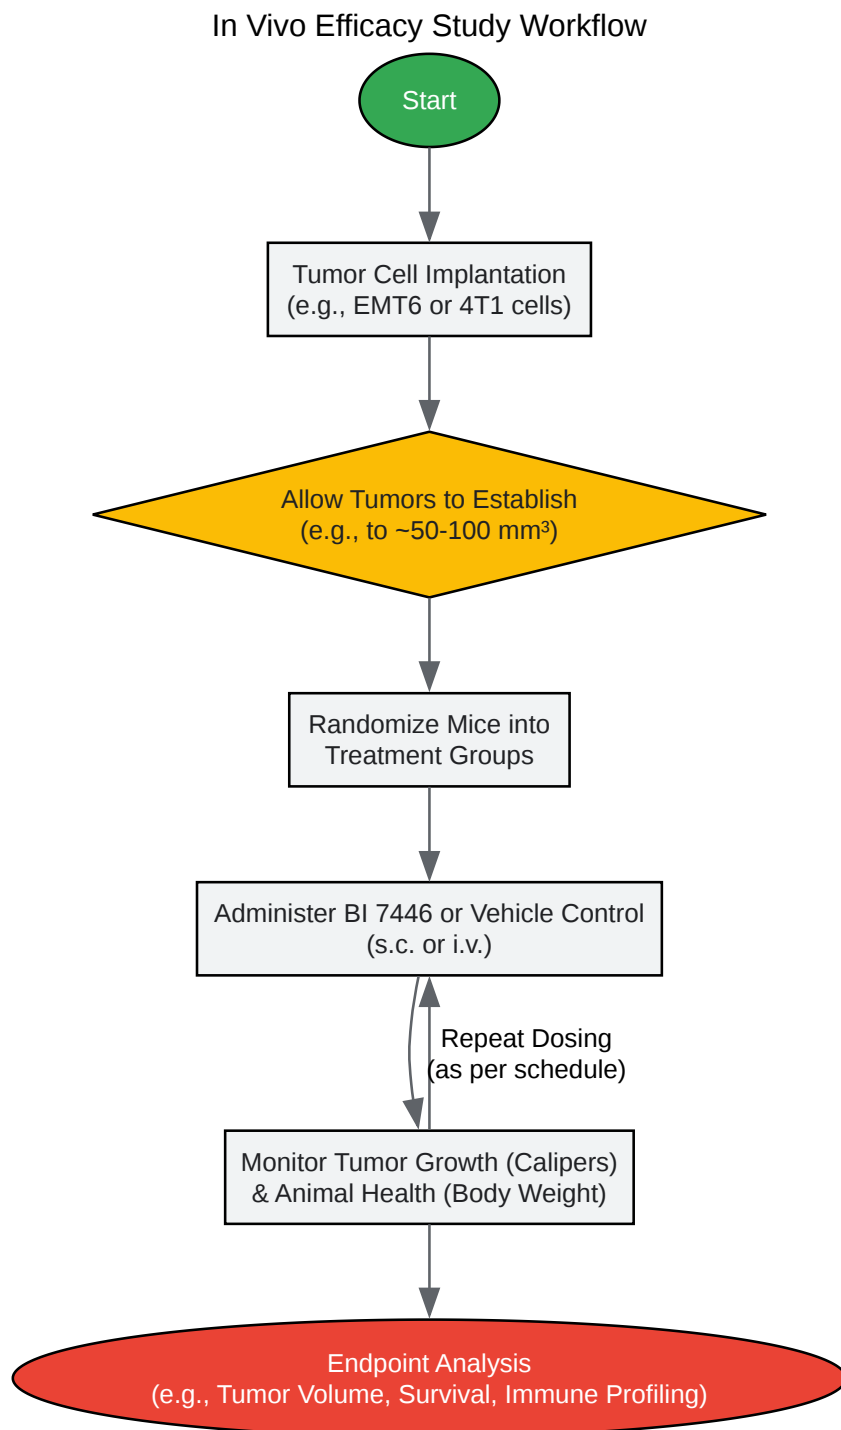 In Vivo Efficacy Study Workflow
Start
Tumor Cell Implantation
(e.g., EMT6 or 4T1 cells)
Allow Tumors to Establish
(e.g., to ~50-100 mm³)
Randomize Mice into
Treatment Groups
Administer BI 7446 or Vehicle Control
(s.c. or i.v.)
Repeat Dosing
(as per schedule)
Monitor Tumor Growth (Calipers)
& Animal Health (Body Weight)
Endpoint Analysis
(e.g., Tumor Volume, Survival, Immune Profiling)